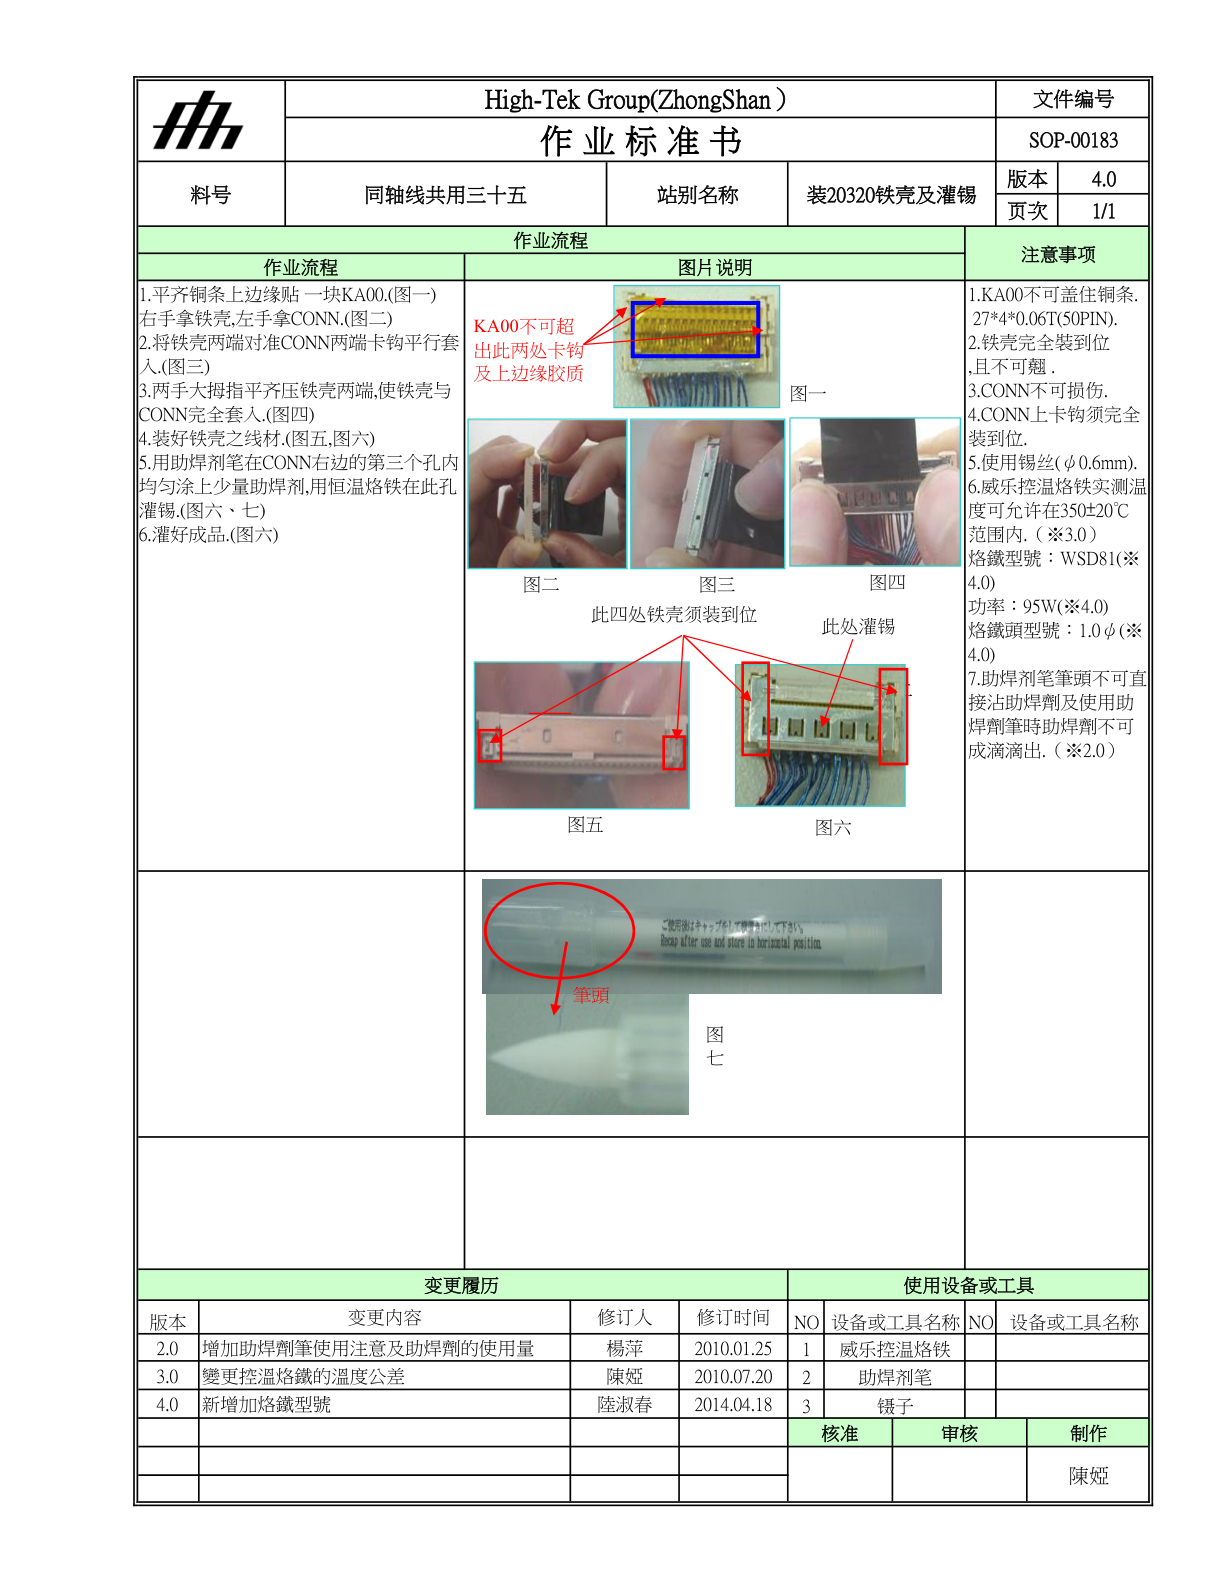 High-Tek Group(ZhongShan）
文件编号
作 业 标 准 书
SOP-00183
料号
同轴线共用三十五
站别名称
装20320铁壳及灌锡
版本
4.0
页次
1/1
作业流程
注意事项
作业流程
图片说明
1.平齐铜条上边缘贴 一块KA00.(图一)
右手拿铁壳,左手拿CONN.(图二)
2.将铁壳两端对准CONN两端卡钩平行套
入.(图三)
3.两手大拇指平齐压铁壳两端,使铁壳与
CONN完全套入.(图四)
4.装好铁壳之线材.(图五,图六)
5.用助焊剂笔在CONN右边的第三个孔内
均匀涂上少量助焊剂,用恒温烙铁在此孔
灌锡.(图六、七)
6.灌好成品.(图六)
KA00不可超
出此两处卡钩
及上边缘胶质
图一
图二
图三
图四
此四处铁壳须装到位
此处灌锡
图五
图六
1.KA00不可盖住铜条.
27*4*0.06T(50PIN).
2.铁壳完全裝到位
,且不可翹 .
3.CONN不可损伤.
4.CONN上卡钩须完全
装到位.
5.使用锡丝(φ0.6mm).
6.威乐控温烙铁实测温
度可允许在350±20℃
范围内.（※3.0）
烙鐵型號：WSD81(※
4.0)
功率：95W(※4.0)
烙鐵頭型號：1.0φ(※
4.0)
7.助焊剂笔筆頭不可直
接沾助焊劑及使用助
焊劑筆時助焊劑不可
成滴滴出.（※2.0）
ご使用後はキャップをして横置きにして下さい。
Recap after use and store in horizontal position.
筆頭
图
七
变更履历
使用设备或工具
版本
变更内容
修订人
修订时间
NO
设备或工具名称
NO
设备或工具名称
2.0
增加助焊劑筆使用注意及助焊劑的使用量
楊萍
2010.01.25
1
威乐控温烙铁
3.0
變更控溫烙鐵的溫度公差
陳婭
2010.07.20
2
助焊剂笔
4.0
新增加烙鐵型號
陸淑春
2014.04.18
3
镊子
核准
审核
制作
陳婭